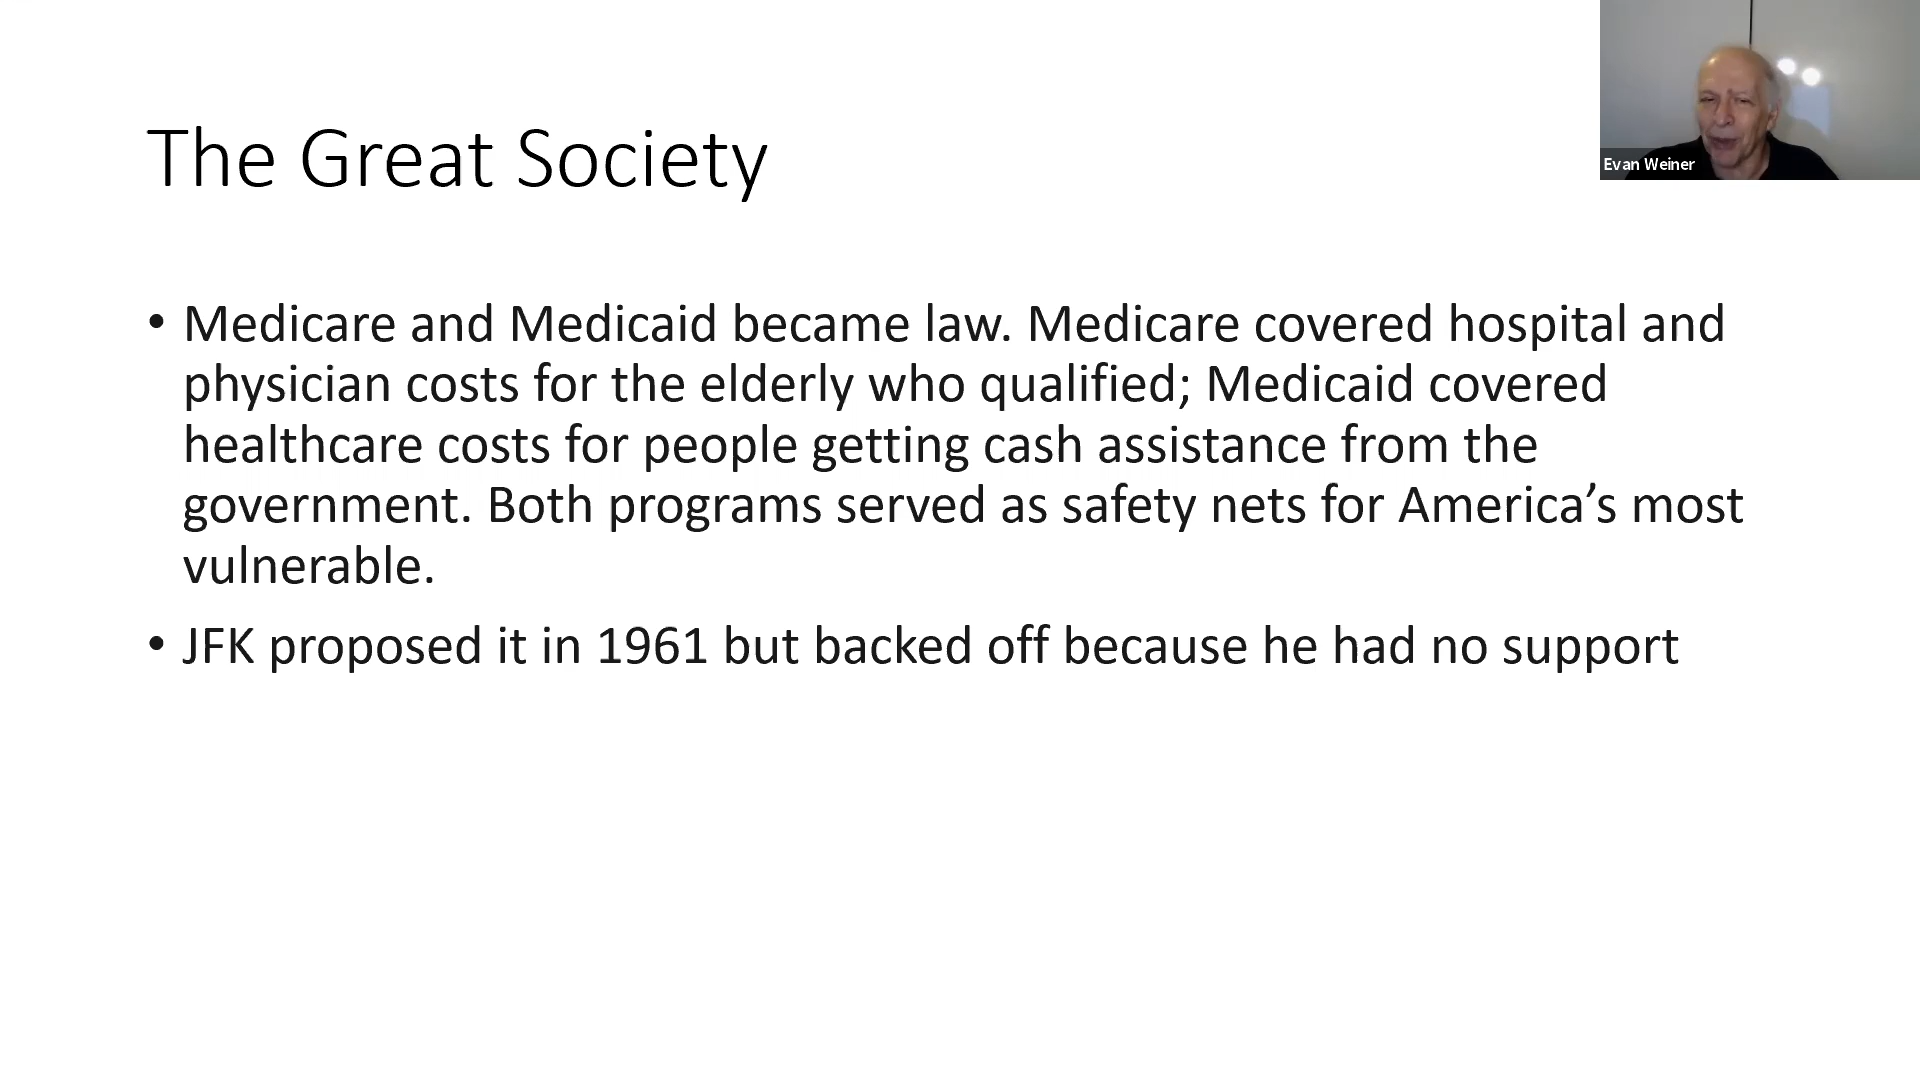 The Great Society
Evan Weiner
• Medicare and Medicaid became law. Medicare covered hospital and
physician costs for the elderly who qualified; Medicaid covered
healthcare costs for people getting cash assistance from the
government. Both programs served as safety nets for America’s most
vulnerable.
• JFK proposed it in 1961 but backed off because he had no support